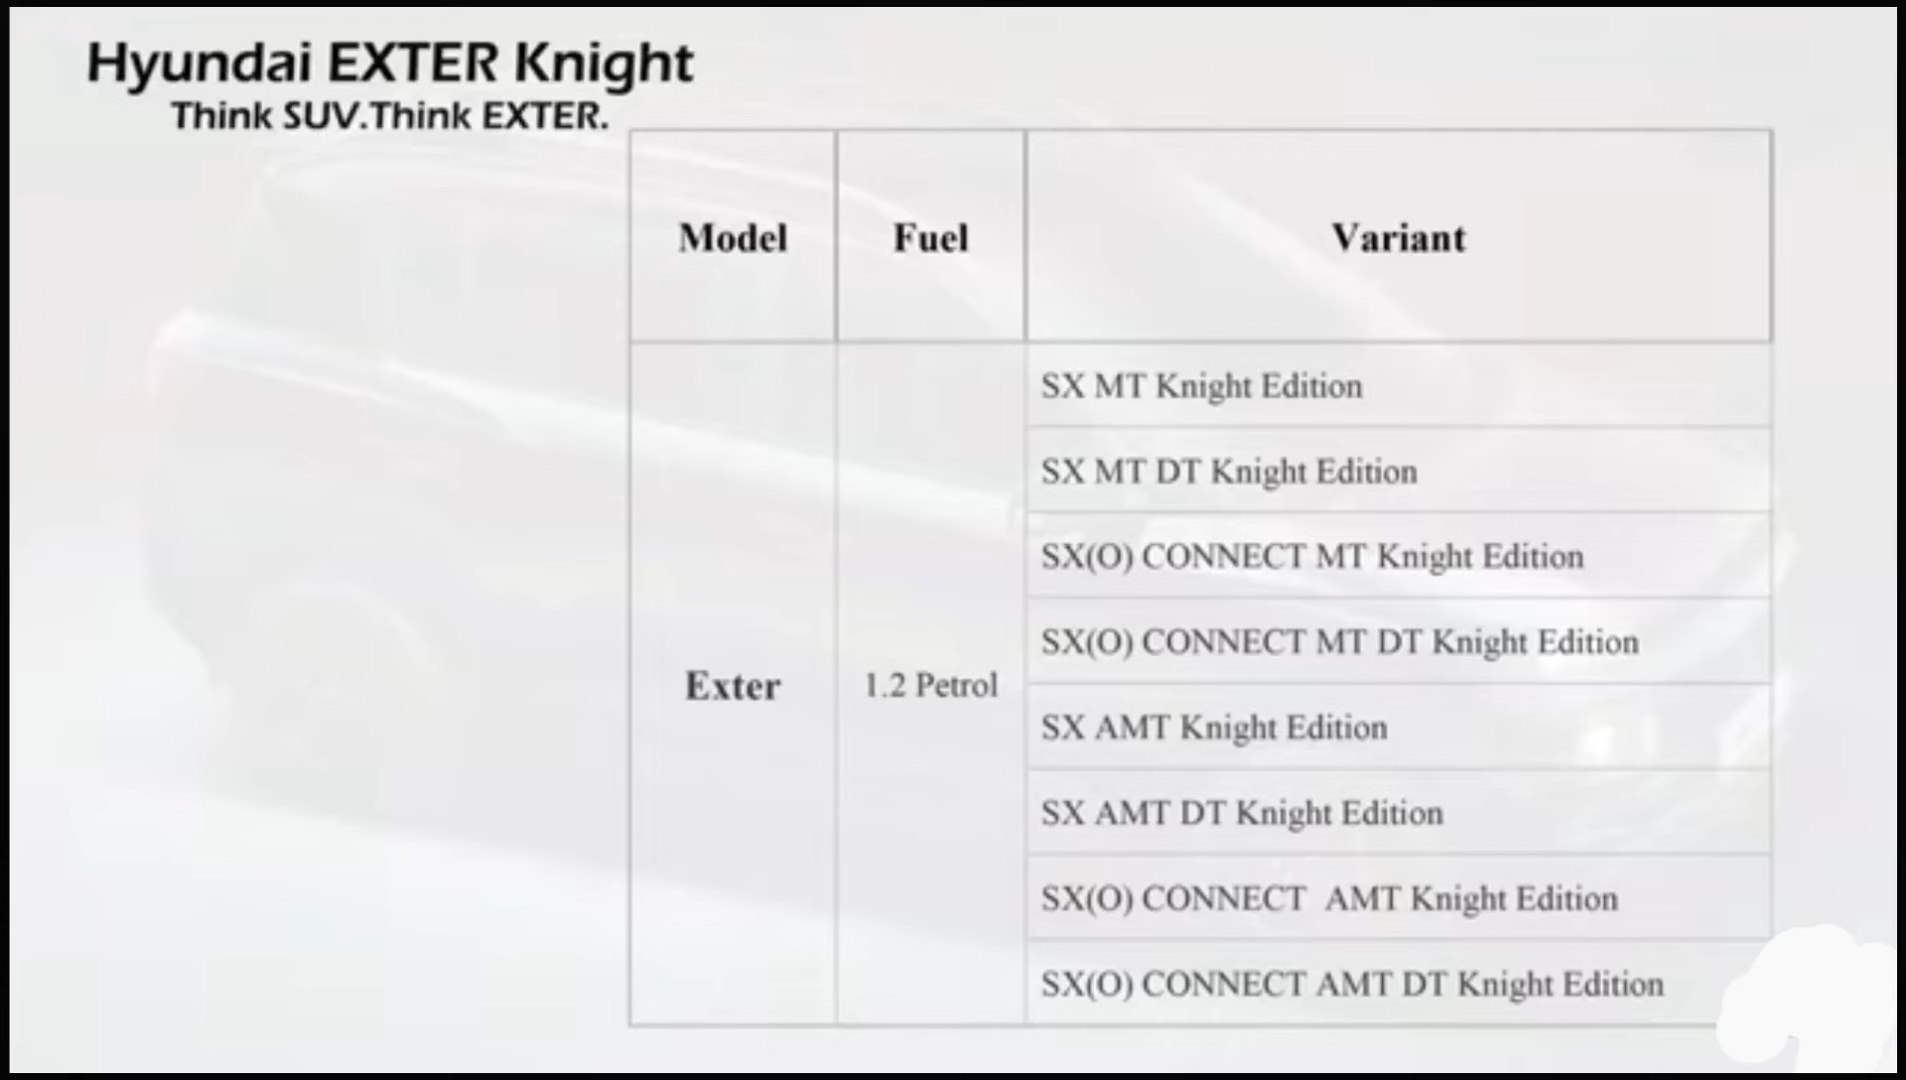 Hyundai EXTER Knight
Think SUV.Think EXTER.
Model Fuel Variant
SX MT Knight Edition
SX MT DT Knight Edition
SX(O) CONNECT MT Knight Edition
SX(O) CONNECT MT DT Knight Edition
Exter 1.2 Petrol
SX AMT Knight Edition
SX AMT DT Knight Edition
SX(O) CONNECT  AMT Knight Edition
SX(O) CONNECT AMT DT Knight Edition